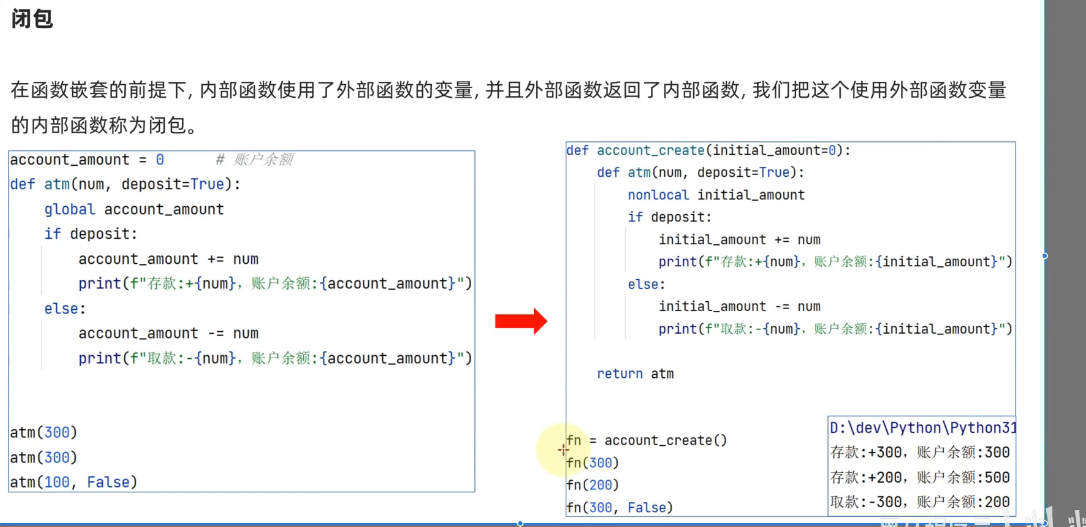 闭包
在函数嵌套的前提下, 内部函数使用了外部函数的变量, 并且外部函数返回了内部函数, 我们把这个使用外部函数变量
的内部函数称为闭包。
account_amount = 0      # 账户余额
def atm(num, deposit=True):
    global account_amount
    if deposit:
        account_amount += num
        print(f"存款:+{num}, 账户余额:{account_amount}")
    else:
        account_amount -= num
        print(f"取款:-{num}, 账户余额:{account_amount}")
atm(300)
atm(300)
atm(100, False)
def account_create(initial_amount=0):
    def atm(num, deposit=True):
        nonlocal initial_amount
        if deposit:
            initial_amount += num
            print(f"存款:+{num}, 账户余额:{initial_amount}")
        else:
            initial_amount -= num
            print(f"取款:-{num}, 账户余额:{initial_amount}")
    return atm
fn = account_create()
fn(300)
fn(200)
fn(300, False)
D:\dev\Python\Python31
存款:+300, 账户余额:300
存款:+200, 账户余额:500
取款:-300, 账户余额:200